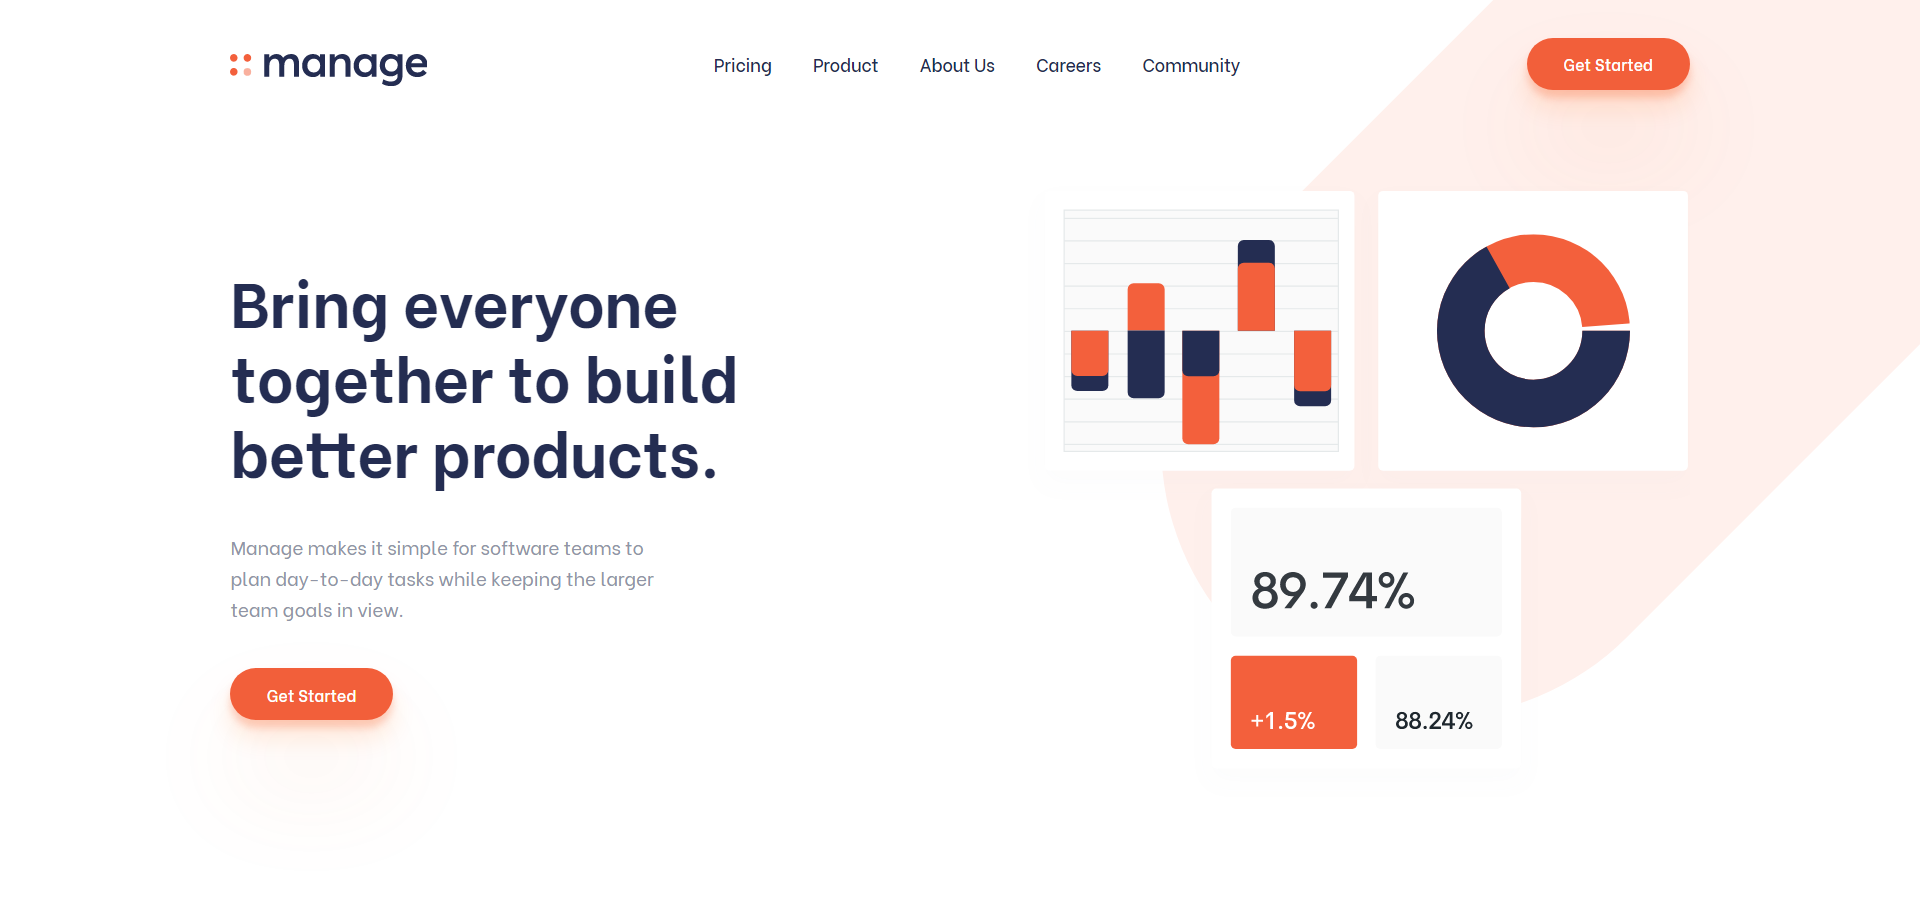 manage
Pricing
Product
About Us
Careers
Community
Get Started
Bring everyone
together to build
better products.
Manage makes it simple for software teams to
plan day-to-day tasks while keeping the larger
team goals in view.
Get Started
89.74%
+1.5%
88.24%